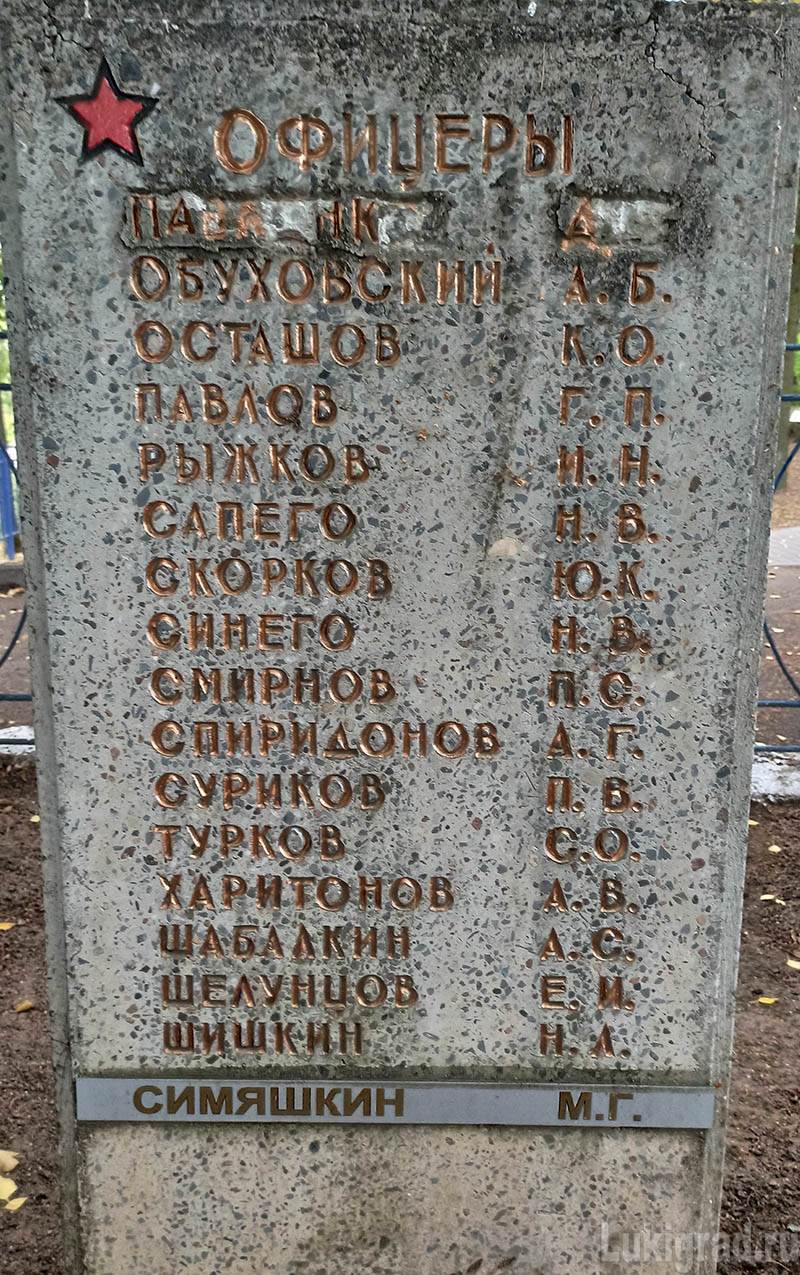 ОФИЦЕРЫ
ОБУХОВСКИЙ А. Б.
ОСТАШОВ К. О.
ПАВЛОВ Г. П.
РЫЖКОВ И. Н.
САПЕГО Н. В.
СКОРКОВ Ю.К.
СИНЕГО Н. В.
СМИРНОВ П.С.
СПИРИДОНОВ А. Г.
СУРИКОВ П. В.
ТУРКОВ С.О.
ХАРИТОНОВ А. В.
ШАБАЛКИН А.С.
ШЕЛУНЦОВ Е. И.
ШИШКИН Н. Л.
СИМЯШКИН М.Г.
Lukigrad.ru